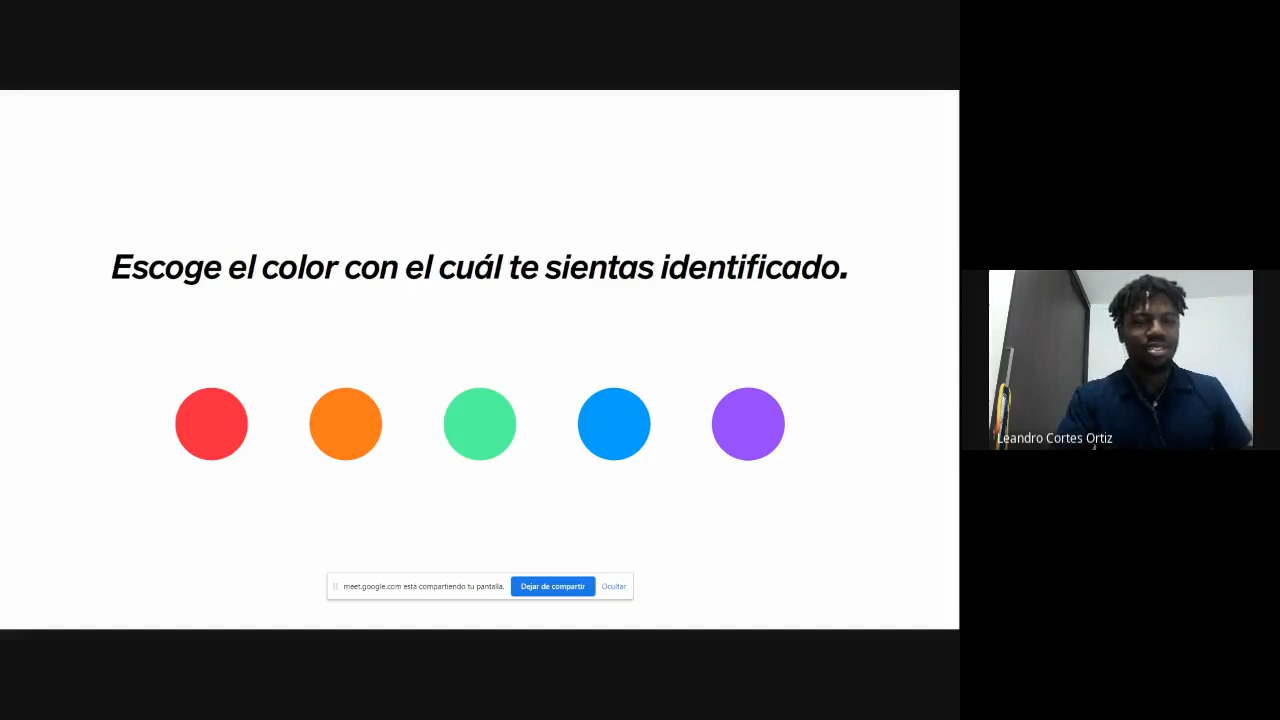 Escoge el color con el cuál te sientas identificado.
meet.google.com está compartiendo tu pantalla.
Dejar de compartir
Ocultar
Leandro Cortes Ortiz